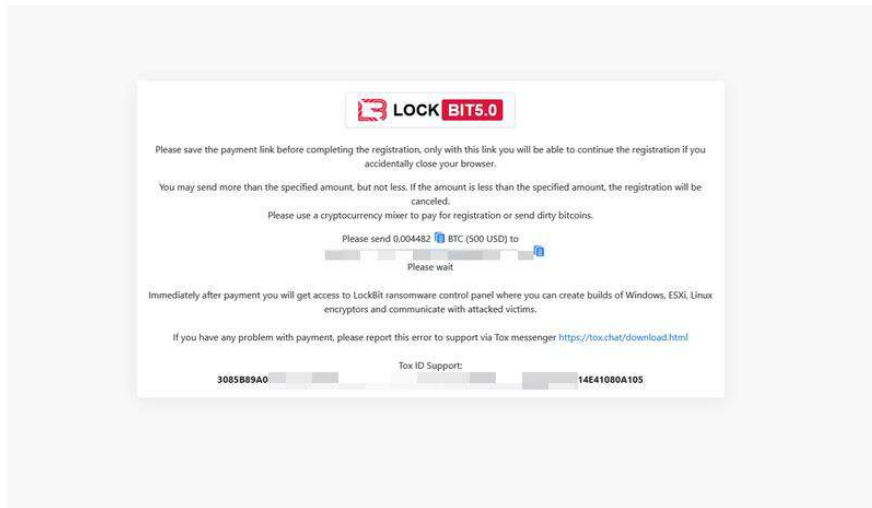 LOCK BIT5.0
Please save the payment link before completing the registration, only with this link you will be able to continue the registration if you
accidentally close your browser.
You may send more than the specified amount, but not less. If the amount is less than the specified amount, the registration will be
canceled.
Please use a cryptocurrency mixer to pay for registration or send dirty bitcoins.
Please send 0,004482 BTC (500 USD) to
Please wait
Immediately after payment you will get access to LockBit ransomware control panel where you can create builds of Windows, ESXi, Linux
encryptors and communicate with attacked victims.
If you have any problem with payment, please report this error to support via Tox messenger https://tox.chat/download.html
Tox ID Support:
3085B89A0 14E41080A105